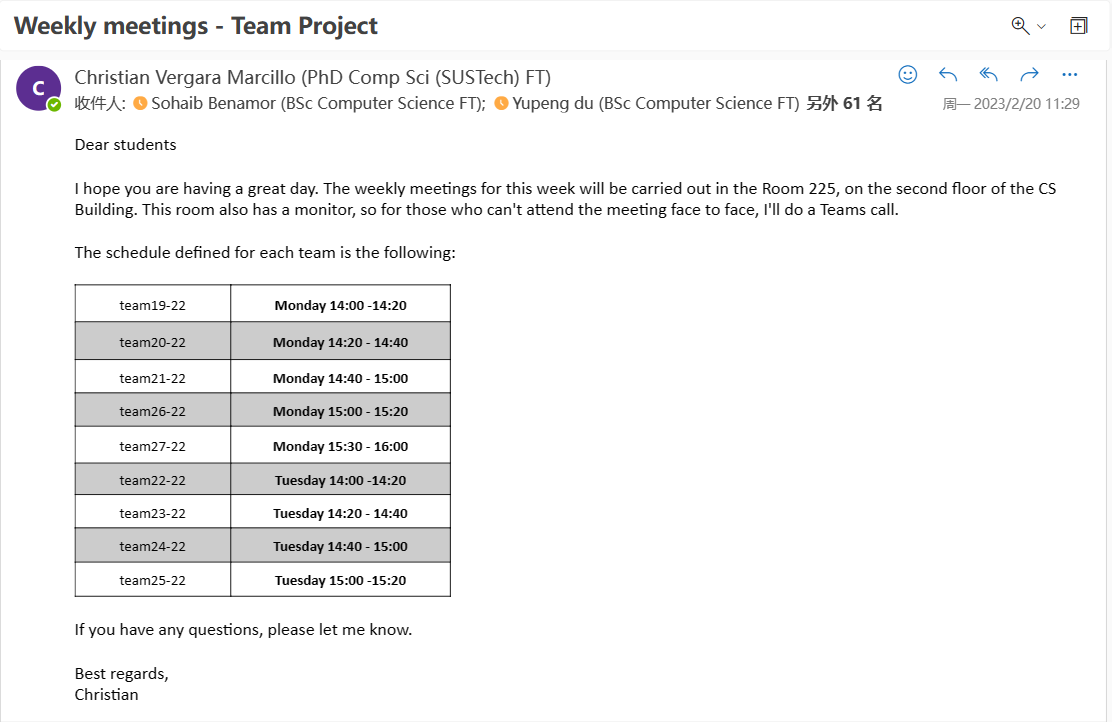 Weekly meetings - Team Project
C
Christian Vergara Marcillo (PhD Comp Sci (SUSTech) FT)
收件人: Sohaib Benamor (BSc Computer Science FT); Yupeng du (BSc Computer Science FT) 另外 61 名
周一 2023/2/20 11:29
Dear students
I hope you are having a great day. The weekly meetings for this week will be carried out in the Room 225, on the second floor of the CS
Building. This room also has a monitor, so for those who can't attend the meeting face to face, I'll do a Teams call.
The schedule defined for each team is the following:
team19-22 Monday 14:00 -14:20
team20-22 Monday 14:20 - 14:40
team21-22 Monday 14:40 - 15:00
team26-22 Monday 15:00 - 15:20
team27-22 Monday 15:30 - 16:00
team22-22 Tuesday 14:00 -14:20
team23-22 Tuesday 14:20 - 14:40
team24-22 Tuesday 14:40 - 15:00
team25-22 Tuesday 15:00 -15:20
If you have any questions, please let me know.
Best regards,
Christian